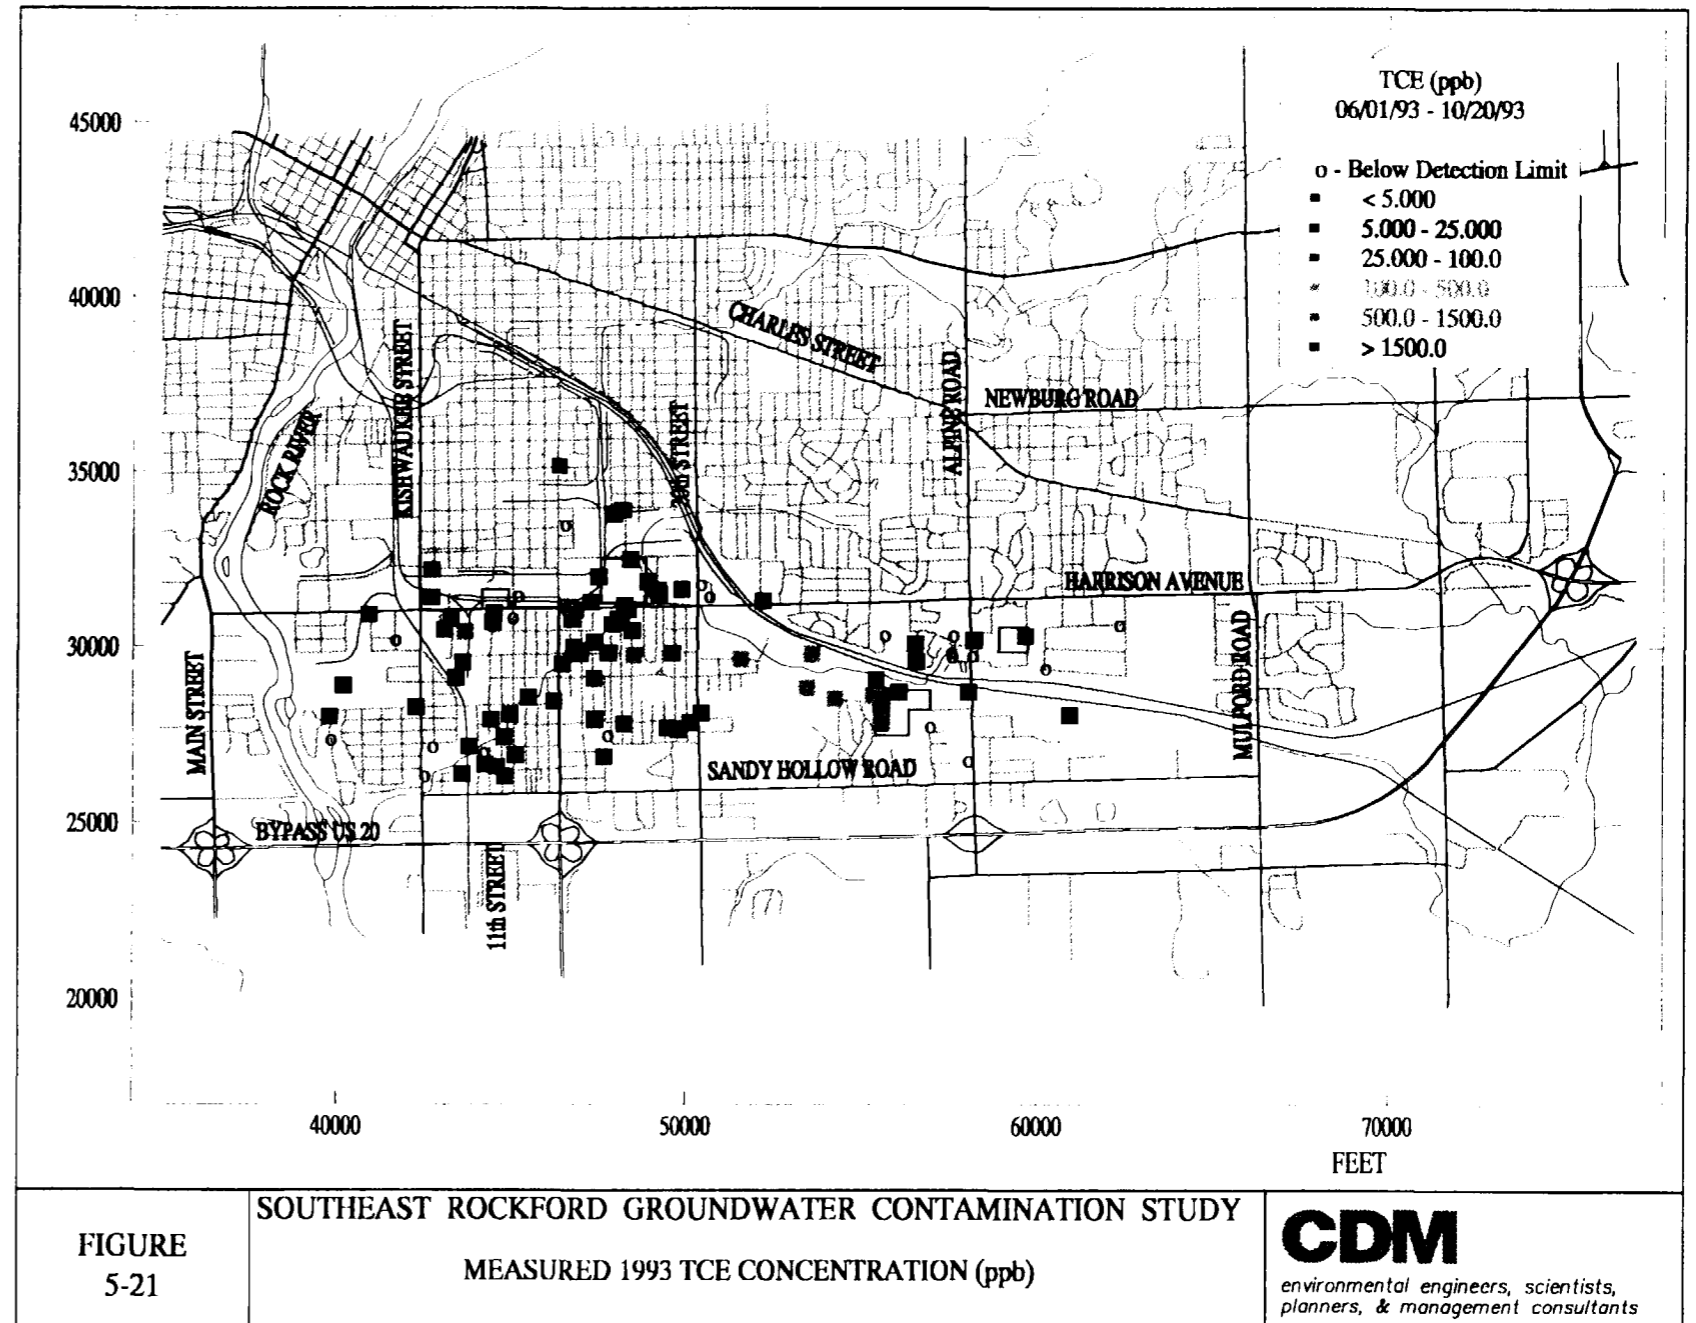 TCE (ppb)
06/01/93 - 10/20/93
o - Below Detection Limit
< 5.000
5.000 - 25.000
25.000 - 100.0
100.0 - 500.0
500.0 - 1500.0
> 1500.0
45000
40000
35000
30000
25000
20000
CHARLES STREET
KISHWAUKEE STREET
ROCK RIVER
20th STREET
ALPINE ROAD
NEWBURG ROAD
HARRISON AVENUE
MULFORD ROAD
MAIN STREET
SANDY HOLLOW ROAD
BYPASS US 20
11th STREET
40000
50000
60000
70000
FEET
FIGURE
5-21
SOUTHEAST ROCKFORD GROUNDWATER CONTAMINATION STUDY
MEASURED 1993 TCE CONCENTRATION (ppb)
CDM
environmental engineers, scientists,
planners, & management consultants